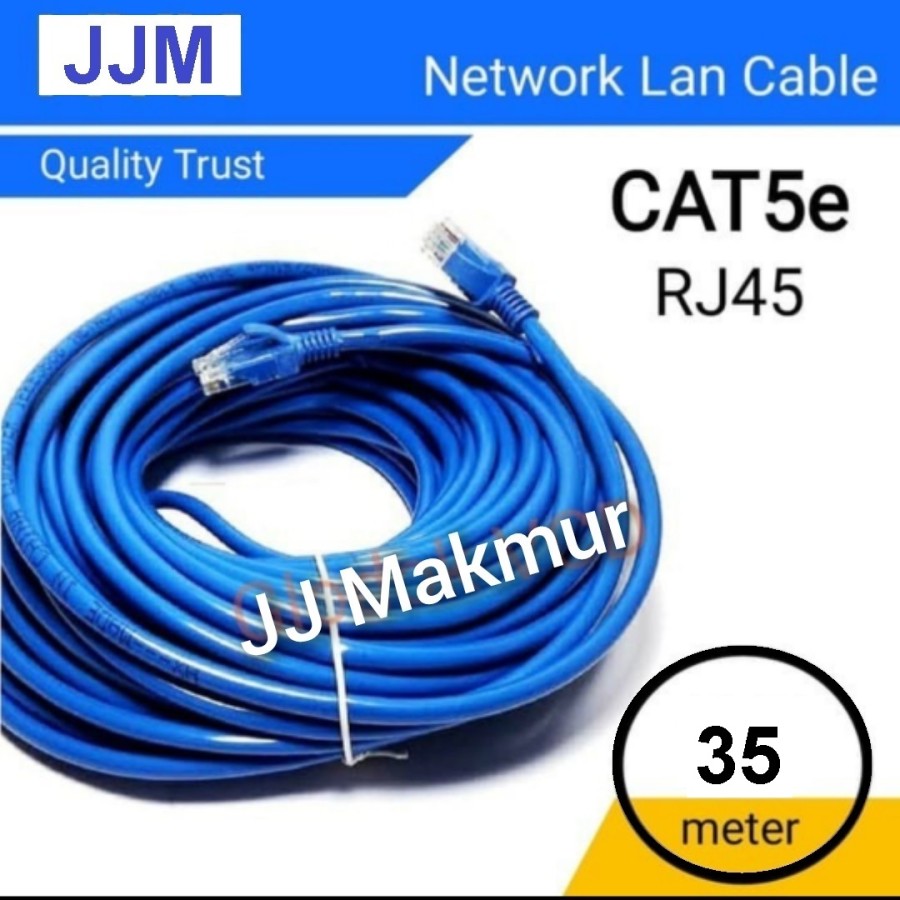 JJM
Network Lan Cable
Quality Trust
CAT5e
RJ45
JJ Makmur
35
meter